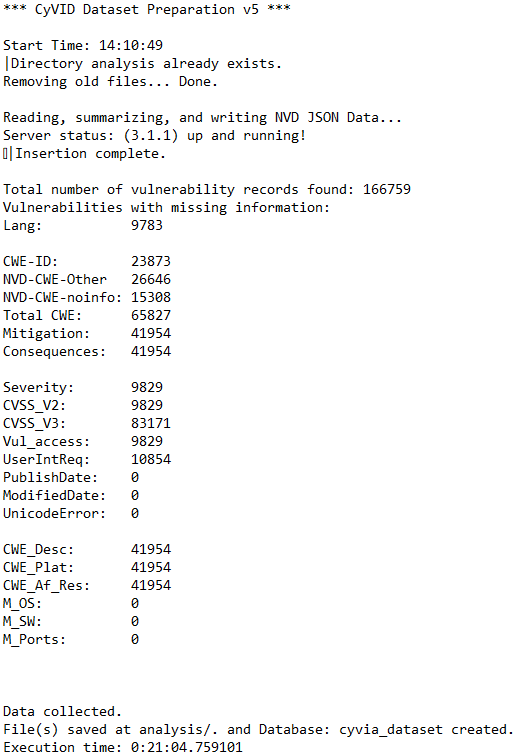 *** CyVID Dataset Preparation v5 ***
Start Time: 14:10:49
|Directory analysis already exists.
Removing old files... Done.
Reading, summarizing, and writing NVD JSON Data...
Server status: (3.1.1) up and running!
|Insertion complete.
Total number of vulnerability records found: 166759
Vulnerabilities with missing information:
Lang: 9783
CWE-ID: 23873
NVD-CWE-Other 26646
NVD-CWE-noinfo: 15308
Total CWE: 65827
Mitigation: 41954
Consequences: 41954
Severity: 9829
CVSS_V2: 9829
CVSS_V3: 83171
Vul_access: 9829
UserIntReq: 10854
PublishDate: 0
ModifiedDate: 0
UnicodeError: 0
CWE_Desc: 41954
CWE_Plat: 41954
CWE_Af_Res: 41954
M_OS: 0
M_SW: 0
M_Ports: 0
Data collected.
File(s) saved at analysis/. and Database: cyvia_dataset created.
Execution time: 0:21:04.759101